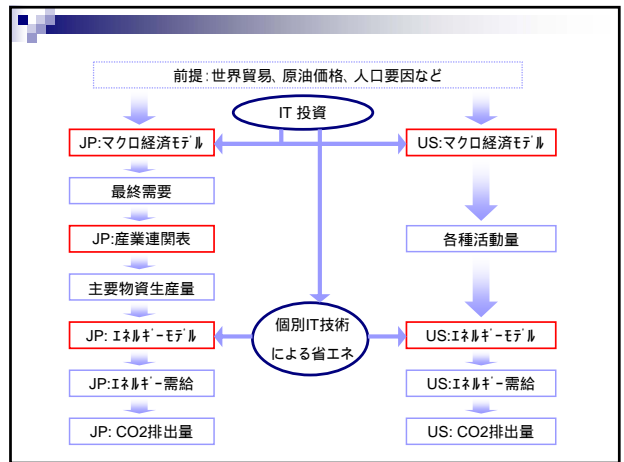 前提：世界貿易、原油価格、人口要因など
IT 投資
JP:マクロ経済ﾓﾃﾞﾙ
US:マクロ経済ﾓﾃﾞﾙ
最終需要
JP:産業連関表
各種活動量
主要物資生産量
個別IT技術
による省エネ
JP: ｴﾈﾙｷﾞｰﾓﾃﾞﾙ
US:ｴﾈﾙｷﾞｰﾓﾃﾞﾙ
JP:ｴﾈﾙｷﾞｰ需給
US:ｴﾈﾙｷﾞｰ需給
JP: CO2排出量
US: CO2排出量